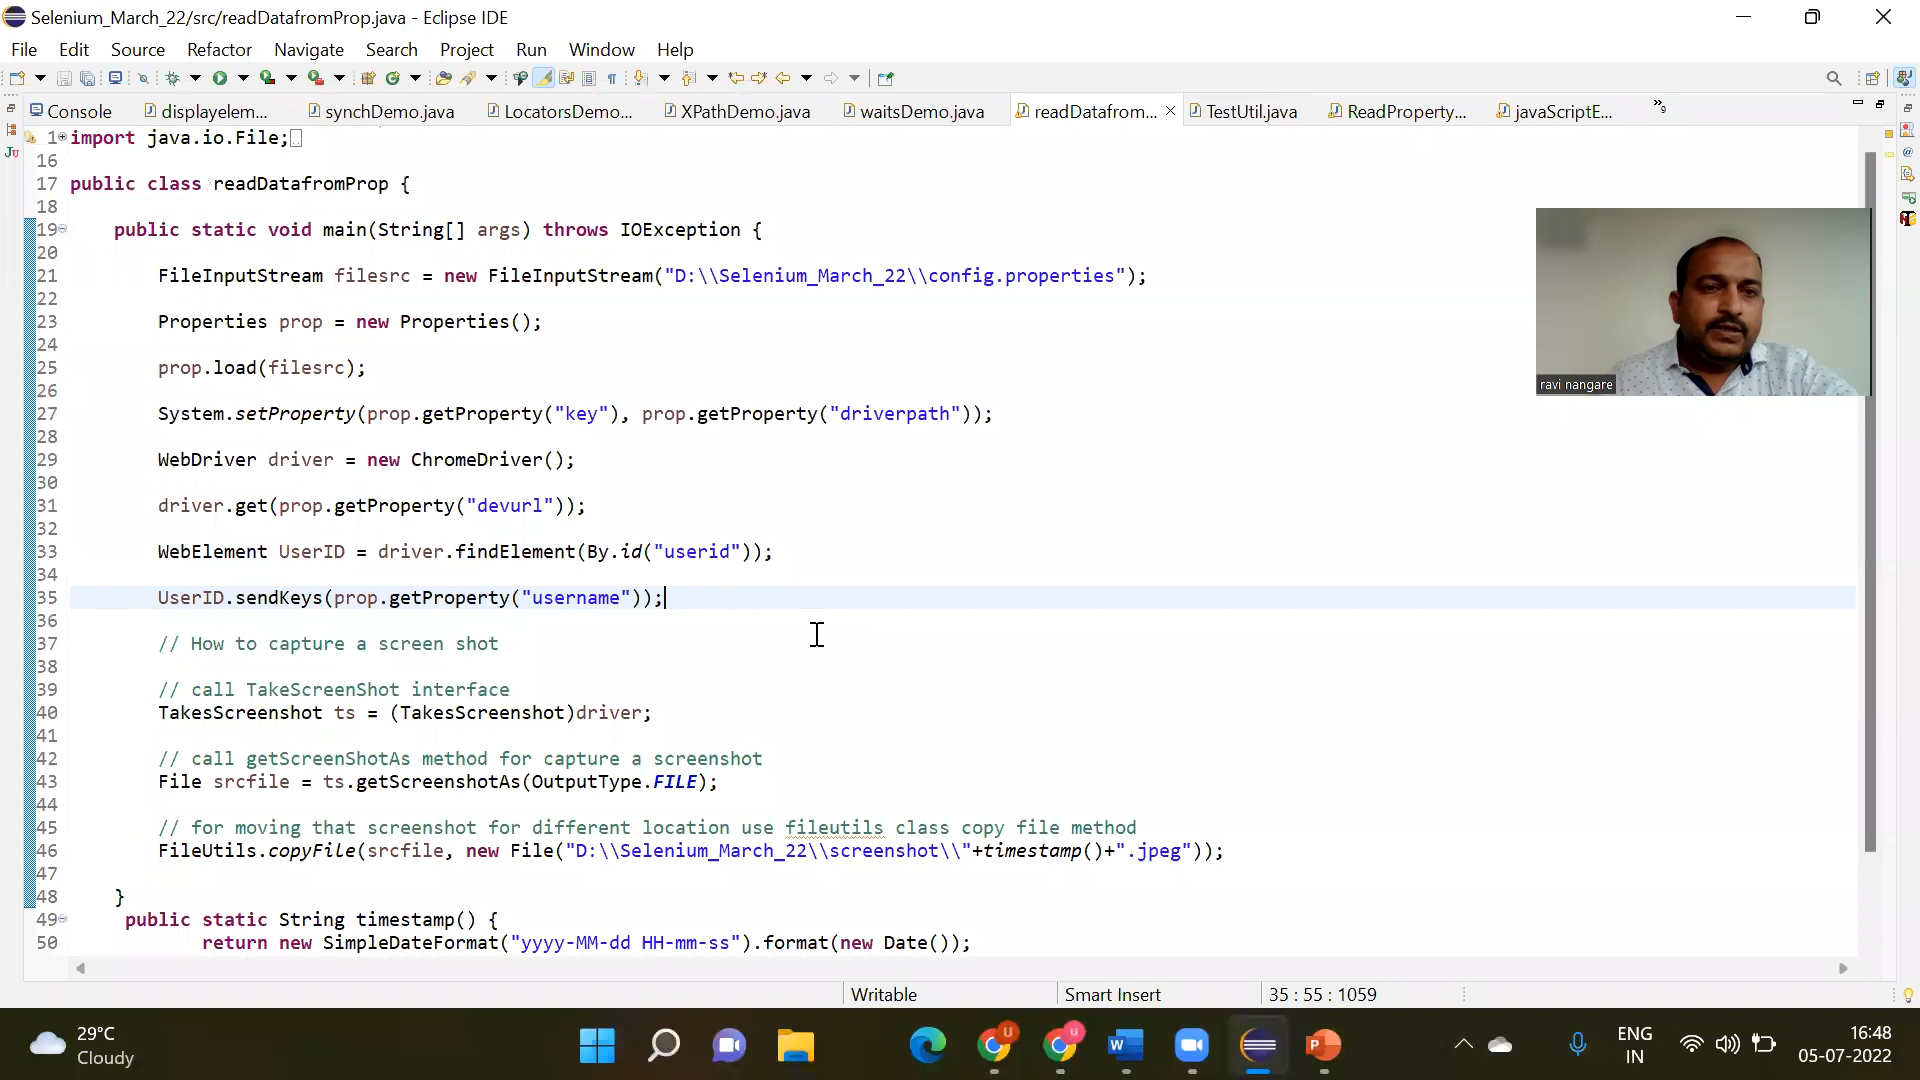 Selenium_March_22/src/readDatafromProp.java - Eclipse IDE
File Edit Source Refactor Navigate Search Project Run Window Help
Console displayelem... synchDemo.java LocatorsDemo... XPathDemo.java waitsDemo.java readDatafrom... TestUtil.java ReadProperty... javaScriptE... »9
1 import java.io.File;
16
17 public class readDatafromProp {
18
19 public static void main(String[] args) throws IOException {
20
21 FileInputStream filesrc = new FileInputStream("D:\\Selenium_March_22\\config.properties");
22
23 Properties prop = new Properties();
24
25 prop.load(filesrc);
26
27 System.setProperty(prop.getProperty("key"), prop.getProperty("driverpath"));
28
29 WebDriver driver = new ChromeDriver();
30
31 driver.get(prop.getProperty("devurl"));
32
33 WebElement UserID = driver.findElement(By.id("userid"));
34
35 UserID.sendKeys(prop.getProperty("username"));
36
37 // How to capture a screen shot
38
39 // call TakeScreenShot interface
40 TakesScreenshot ts = (TakesScreenshot)driver;
41
42 // call getScreenShotAs method for capture a screenshot
43 File srcfile = ts.getScreenshotAs(OutputType.FILE);
44
45 // for moving that screenshot for different location use fileutils class copy file method
46 FileUtils.copyFile(srcfile, new File("D:\\Selenium_March_22\\screenshot\\"+timestamp()+".jpeg"));
47
48 }
49 public static String timestamp() {
50 return new SimpleDateFormat("yyyy-MM-dd HH-mm-ss").format(new Date());
ravi nangare
Writable Smart Insert 35 : 55 : 1059
29°C
Cloudy
ENG
IN
16:48
05-07-2022